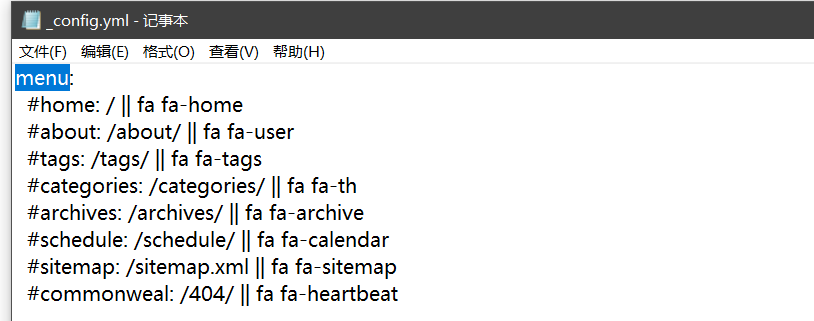 _config.yml - 记事本
文件(F) 编辑(E) 格式(O) 查看(V) 帮助(H)
menu:
#home: / || fa fa-home
#about: /about/ || fa fa-user
#tags: /tags/ || fa fa-tags
#categories: /categories/ || fa fa-th
#archives: /archives/ || fa fa-archive
#schedule: /schedule/ || fa fa-calendar
#sitemap: /sitemap.xml || fa fa-sitemap
#commonweal: /404/ || fa fa-heartbeat